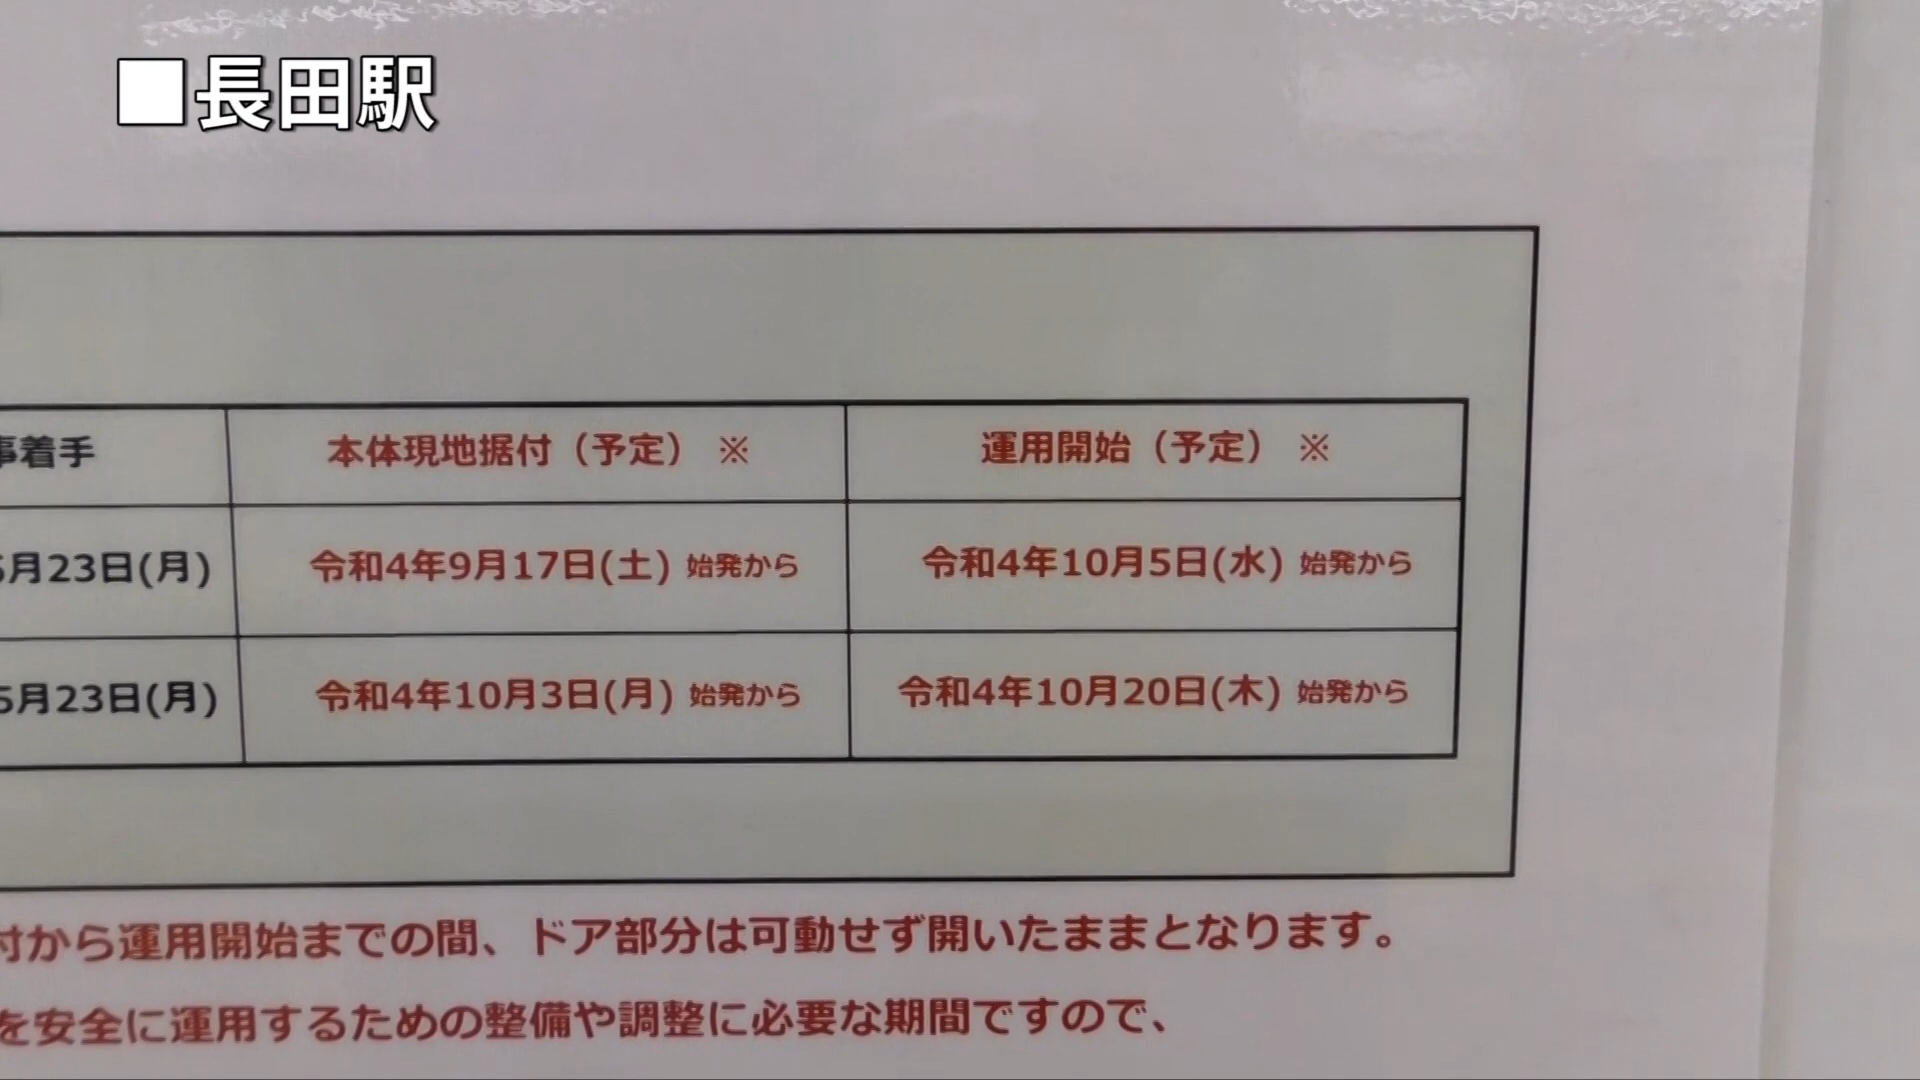 ■長田駅
事着手 本体現地据付（予定） ※ 運用開始（予定） ※
5月23日(月) 令和4年9月17日(土) 始発から 令和4年10月5日(水) 始発から
5月23日(月) 令和4年10月3日(月) 始発から 令和4年10月20日(木) 始発から
付から運用開始までの間、ドア部分は可動せず開いたままとなります。
を安全に運用するための整備や調整に必要な期間ですので、